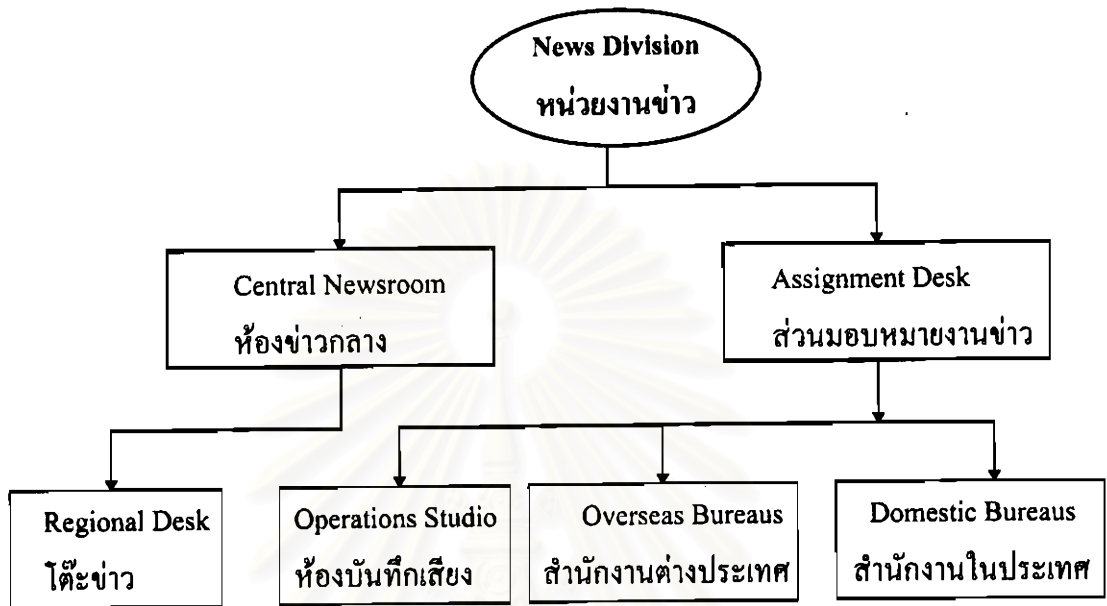 News Division
หน่วยงานข่าว
Central Newsroom
ห้องข่าวกลาง
Assignment Desk
ส่วนมอบหมายงานข่าว
Regional Desk
โต๊ะข่าว
Operations Studio
ห้องบันทึกเสียง
Overseas Bureaus
สำนักงานต่างประเทศ
Domestic Bureaus
สำนักงานในประเทศ